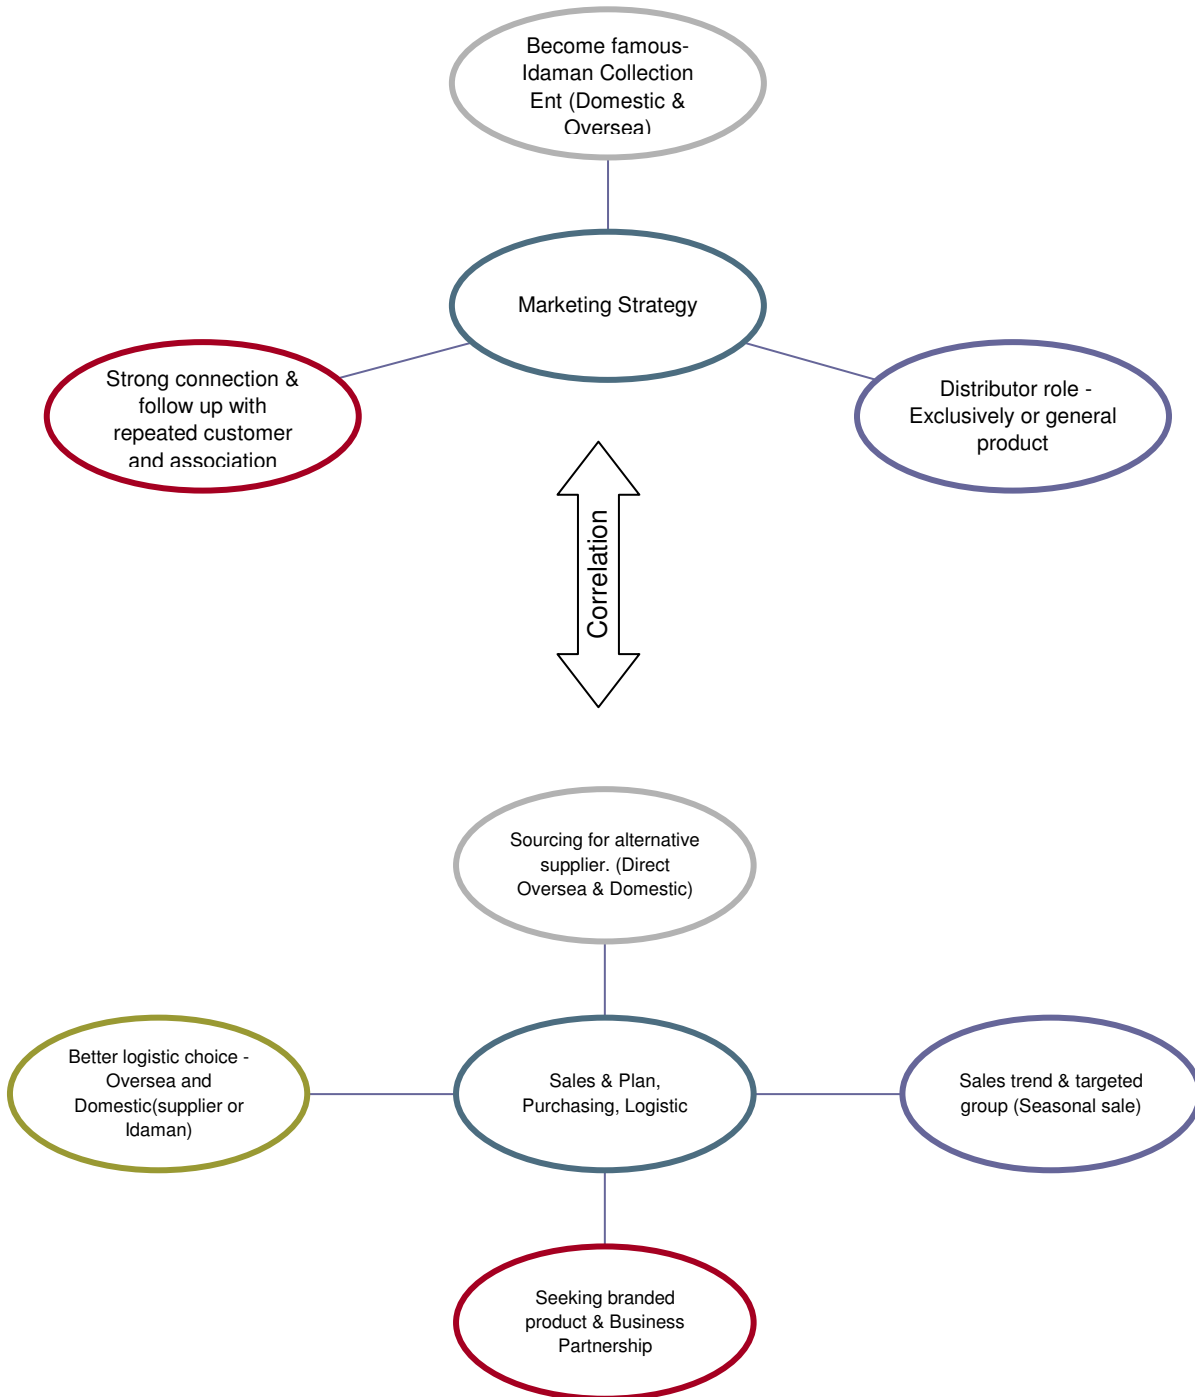 Become famous-
Idaman Collection
Ent (Domestic &
Oversea)
Marketing Strategy
Strong connection &
follow up with
repeated customer
and association
Distributor role -
Exclusively or general
product
Correlation
Sourcing for alternative
supplier. (Direct
Oversea & Domestic)
Better logistic choice -
Oversea and
Domestic(supplier or
Idaman)
Sales & Plan,
Purchasing, Logistic
Sales trend & targeted
group (Seasonal sale)
Seeking branded
product & Business
Partnership